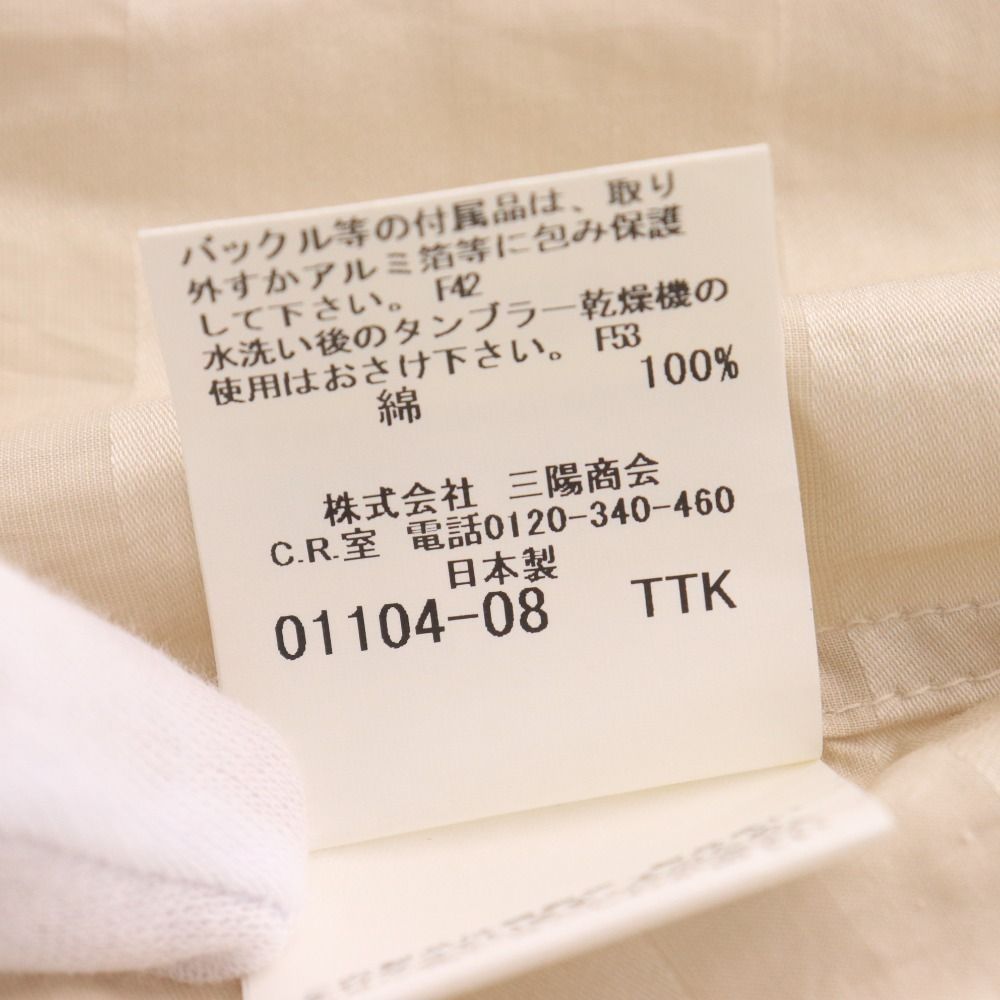 バックル等の付属品は、取り
外すかアルミ箔等に包み保護
して下さい。 F42
水洗い後のタンブラー乾燥機の
使用はおさけ下さい。 F53
綿 100%
株式会社 三陽商会
C.R.室 電話0120-340-460
日本製
01104-08 TTK